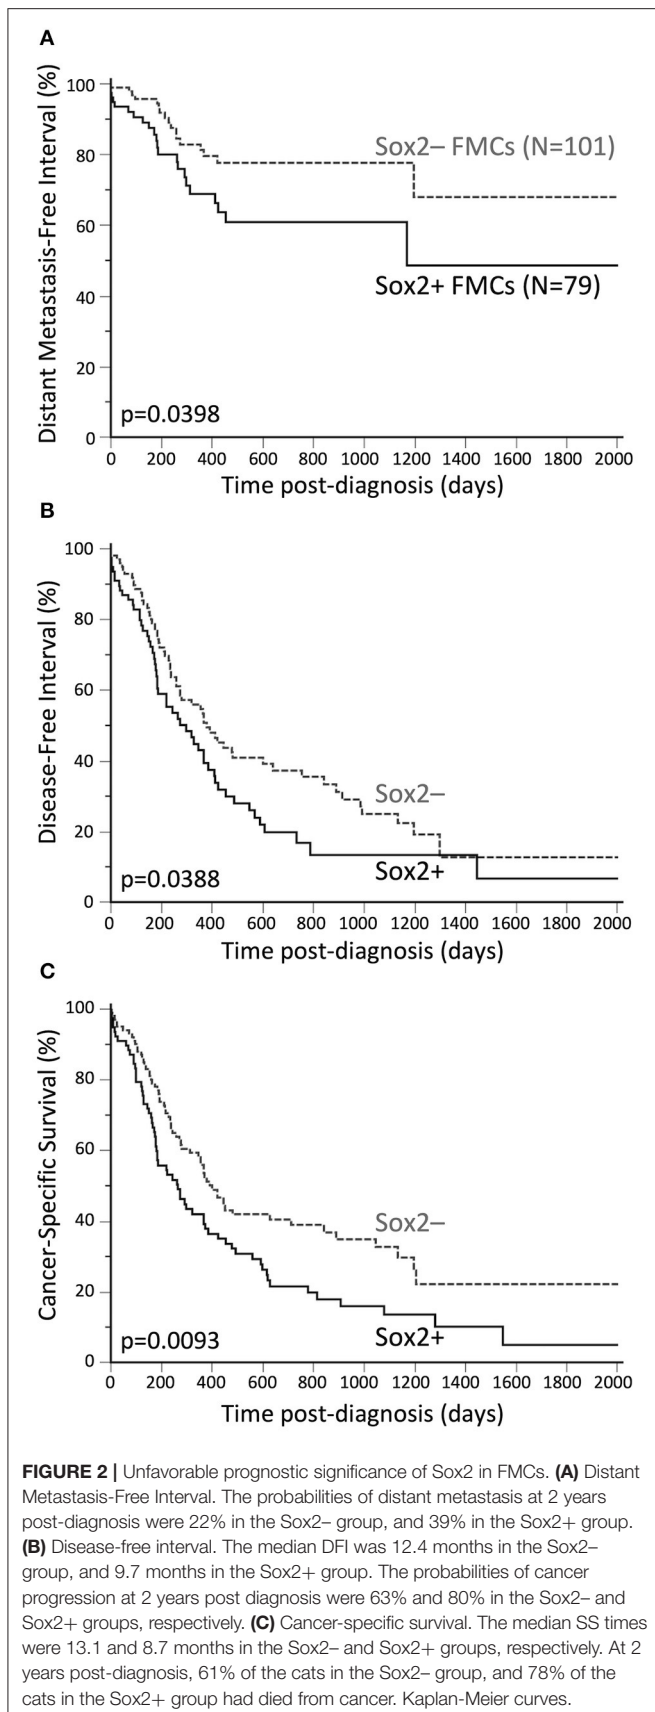 A
Distant Metastasis-Free Interval (%)
100
80
60
40
20
0
Sox2– FMCs (N=101)
Sox2+ FMCs (N=79)
p=0.0398
0 200 400 600 800 1000 1200 1400 1600 1800 2000
Time post-diagnosis (days)
B
Disease-Free Interval (%)
100
80
60
40
20
0
Sox2–
Sox2+
p=0.0388
0 200 400 600 800 1000 1200 1400 1600 1800 2000
Time post-diagnosis (days)
C
Cancer-Specific Survival (%)
100
80
60
40
20
0
Sox2–
Sox2+
p=0.0093
0 200 400 600 800 1000 1200 1400 1600 1800 2000
Time post-diagnosis (days)
FIGURE 2 | Unfavorable prognostic significance of Sox2 in FMCs. (A) Distant
Metastasis-Free Interval. The probabilities of distant metastasis at 2 years
post-diagnosis were 22% in the Sox2– group, and 39% in the Sox2+ group.
(B) Disease-free interval. The median DFI was 12.4 months in the Sox2–
group, and 9.7 months in the Sox2+ group. The probabilities of cancer
progression at 2 years post diagnosis were 63% and 80% in the Sox2– and
Sox2+ groups, respectively. (C) Cancer-specific survival. The median SS times
were 13.1 and 8.7 months in the Sox2– and Sox2+ groups, respectively. At 2
years post-diagnosis, 61% of the cats in the Sox2– group, and 78% of the
cats in the Sox2+ group had died from cancer. Kaplan-Meier curves.